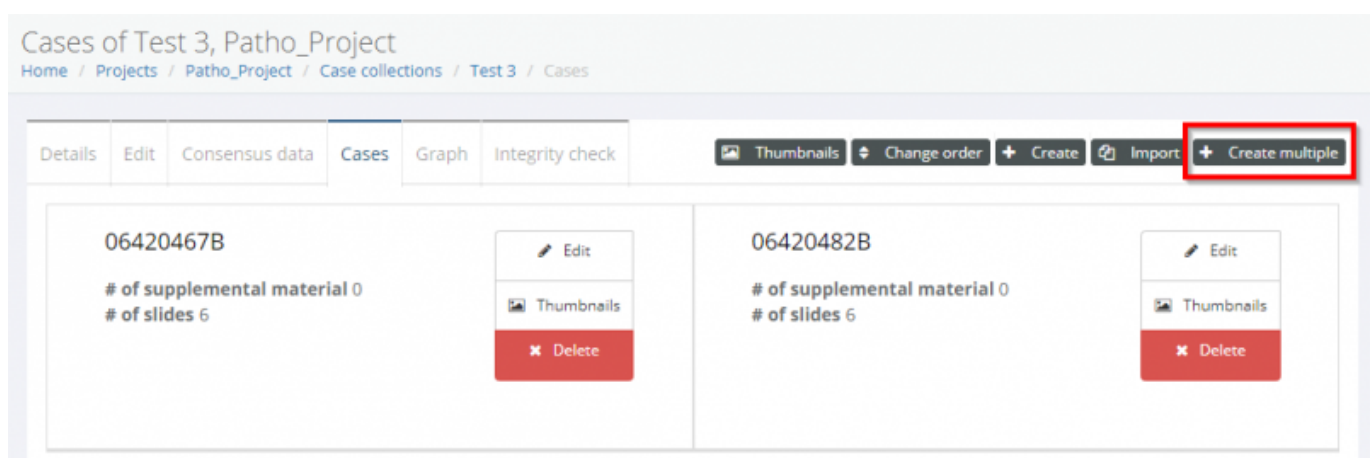 Cases of Test 3, Patho_Project
Home / Projects / Patho_Project / Case collections / Test 3 / Cases
Details Edit Consensus data Cases Graph Integrity check Thumbnails Change order Create Import Create multiple
06420467B
# of supplemental material 0
# of slides 6
Edit
Thumbnails
Delete
06420482B
# of supplemental material 0
# of slides 6
Edit
Thumbnails
Delete